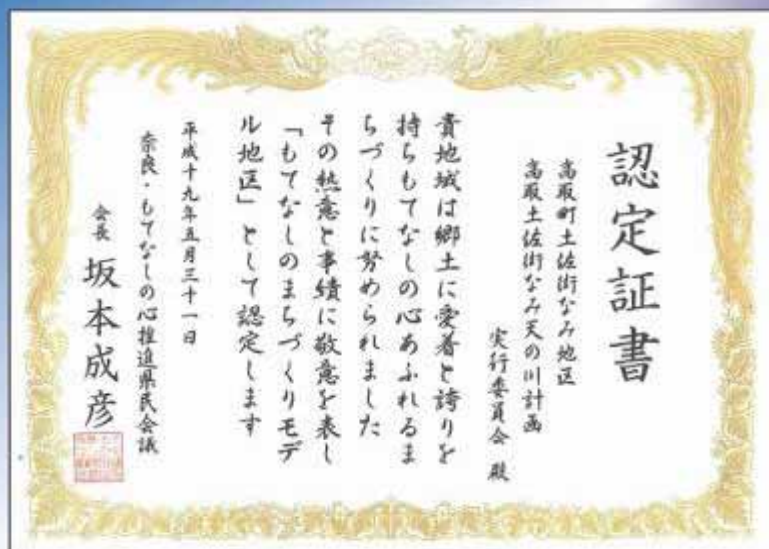 認定証書
高取町土佐街なみ地区
高取土佐街なみ天の川計画
実行委員会 殿
貴地域は郷土に愛着と誇りを
持ちもてなしの心あふれるま
ちづくりに努められました
その熱意と事績に敬意を表し
「もてなしのまちづくりモデ
ル地区」として認定します
平成十九年五月三十一日
奈良・もてなしの心推進県民会議
会長 坂本成彦